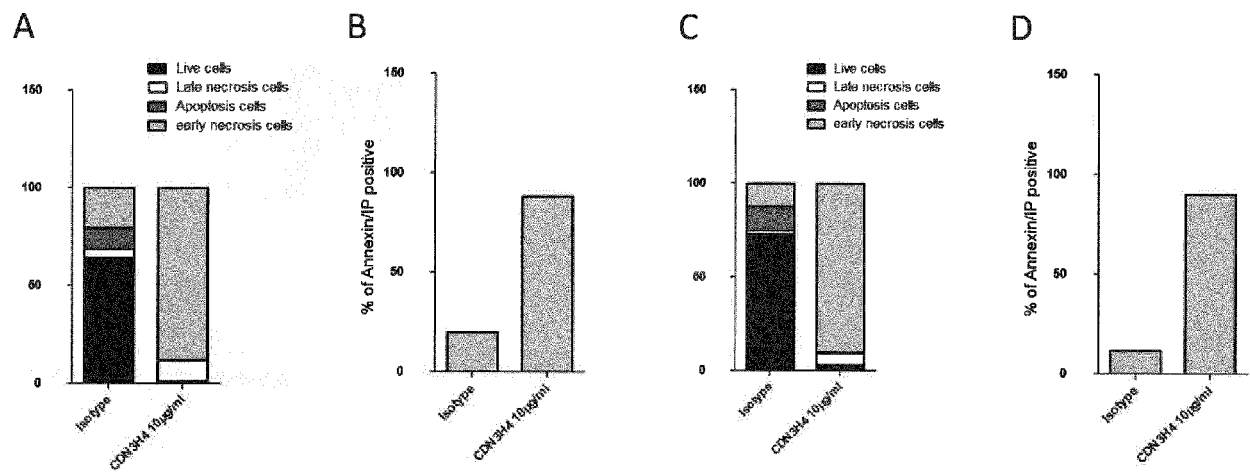 A
Live cells
Late necrosis cells
Apoptosis cells
early necrosis cells
150
100
50
0
Isotype
CDN3H4 10µg/ml
B
% of Annexin/IP positive
150
100
50
0
Isotype
CDN3H4 10µg/ml
C
Live cells
Late necrosis cells
Apoptosis cells
early necrosis cells
150
100
50
0
Isotype
CDN3H4 10µg/ml
D
% of Annexin/IP positive
150
100
50
0
Isotype
CDN3H4 10µg/ml